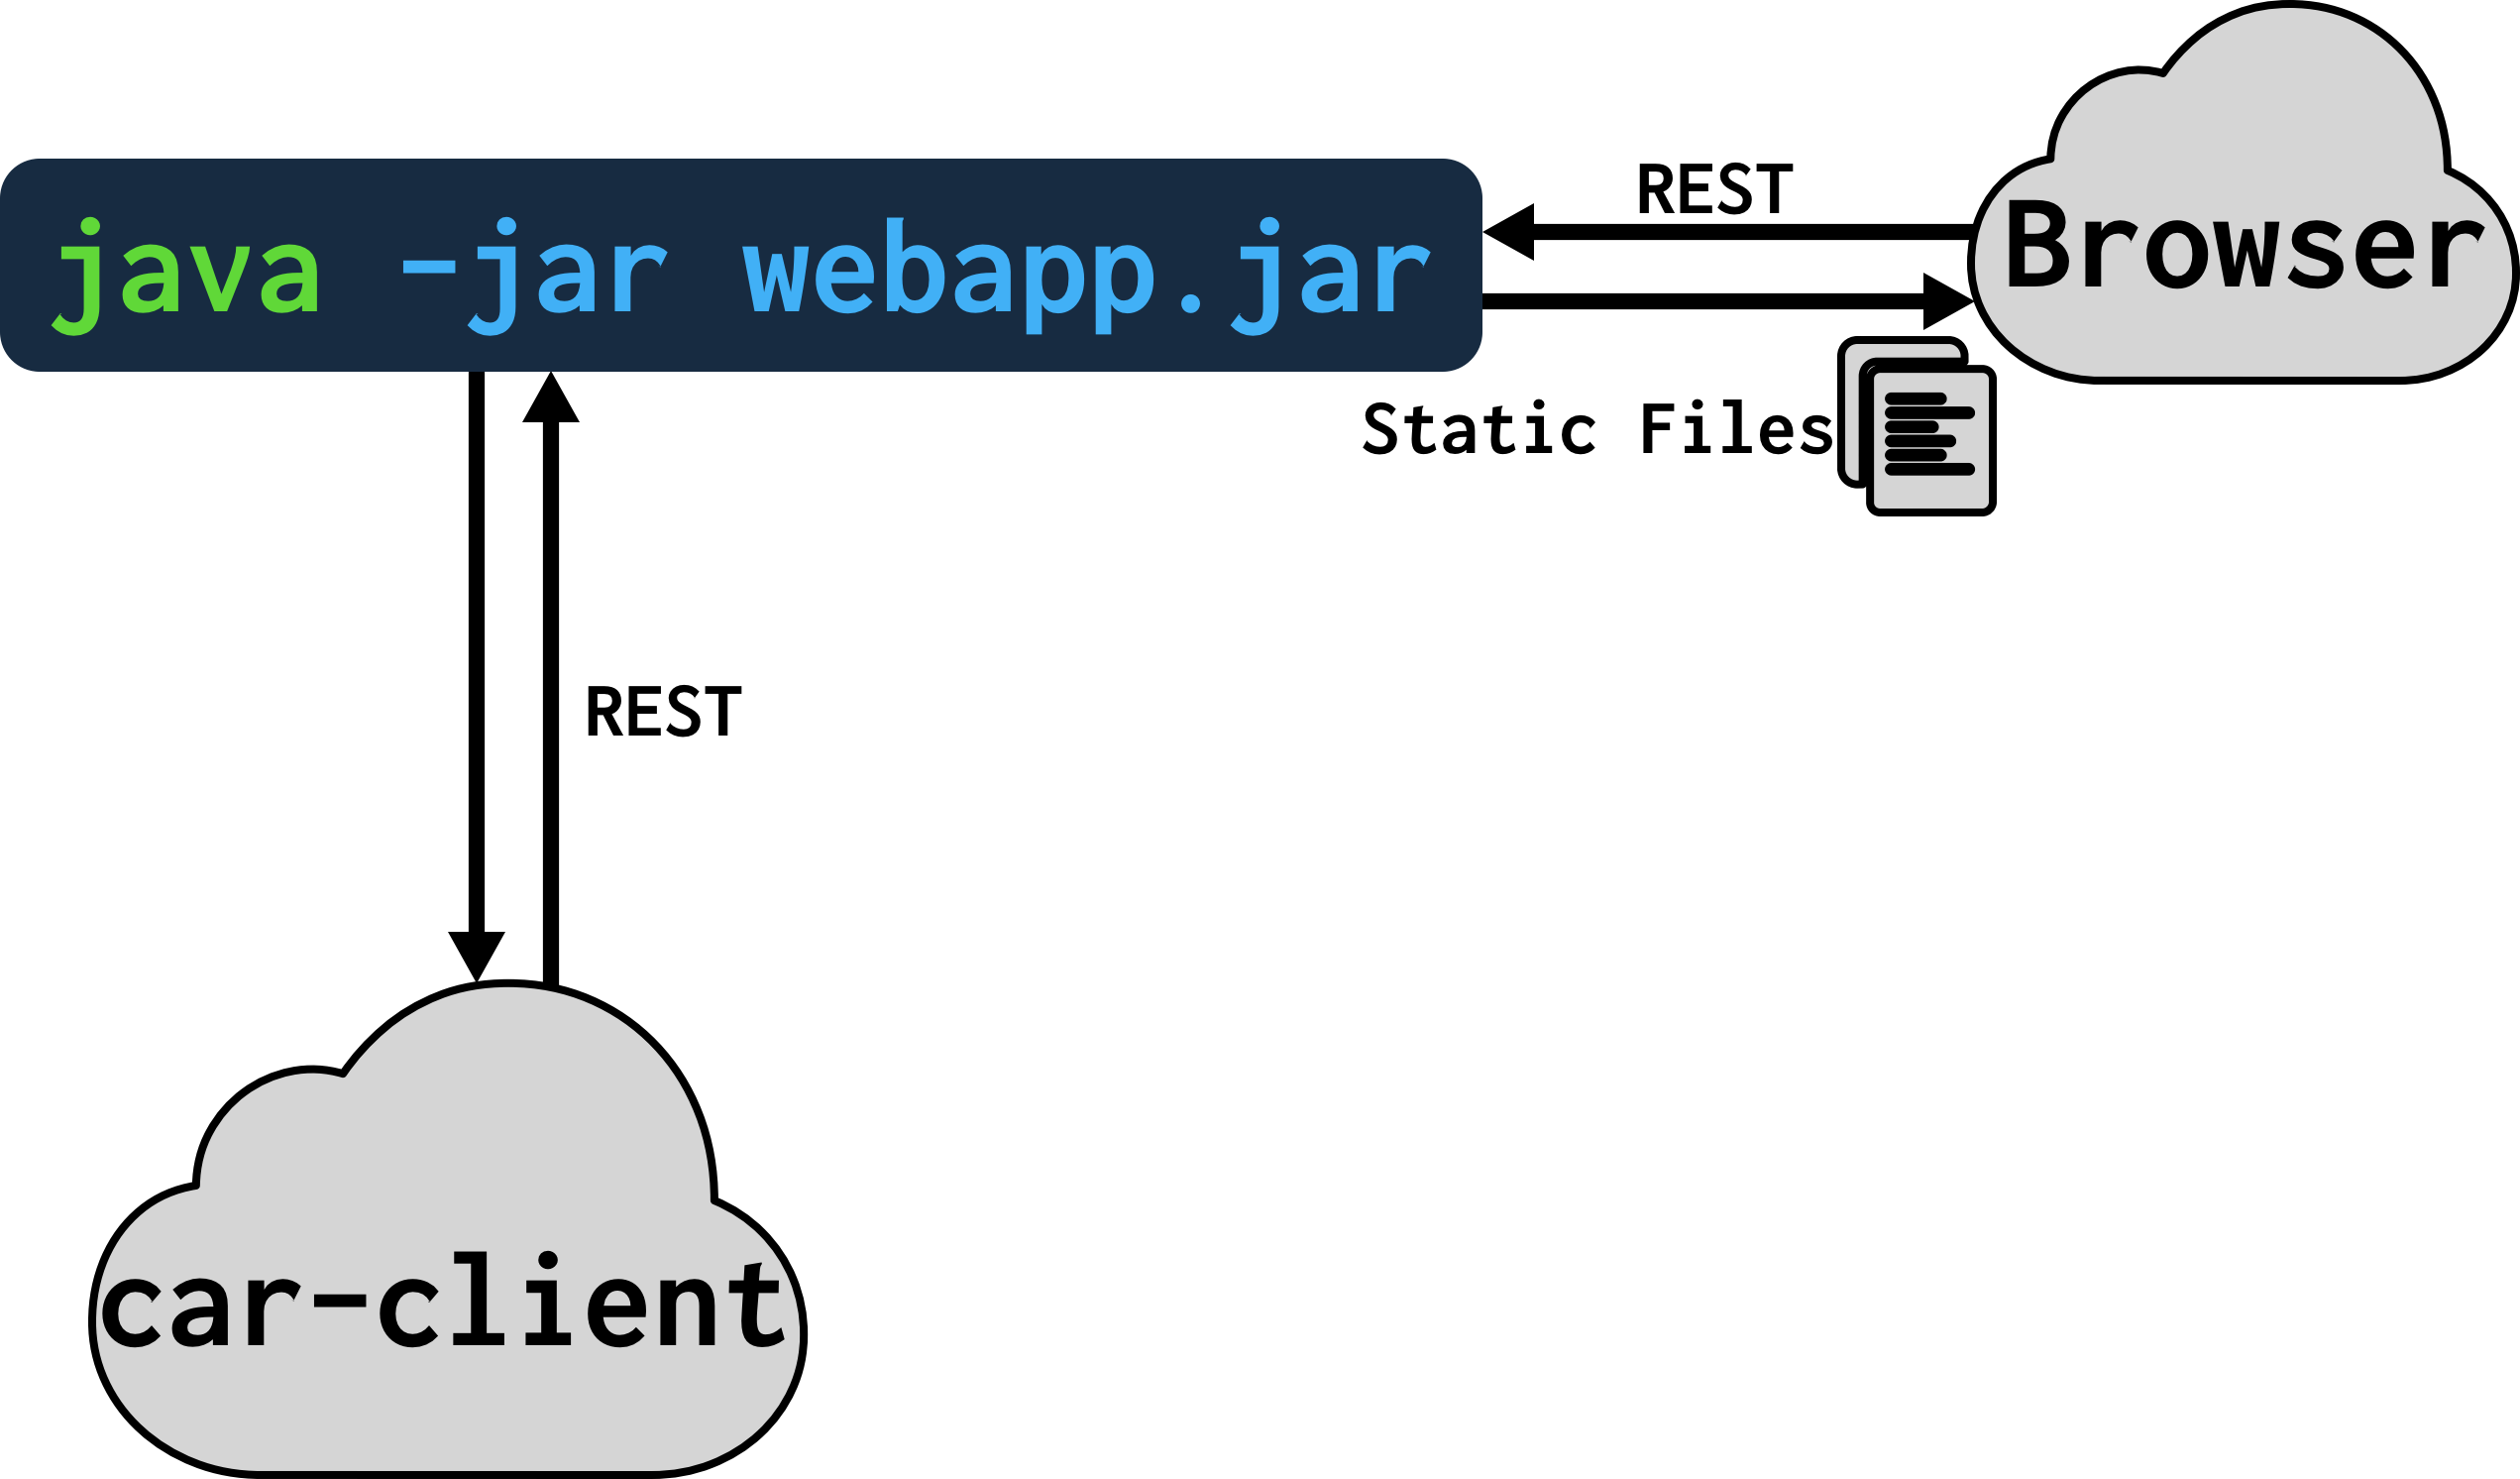 REST
java -jar webapp.jar
Browser
Static Files
REST
car-client